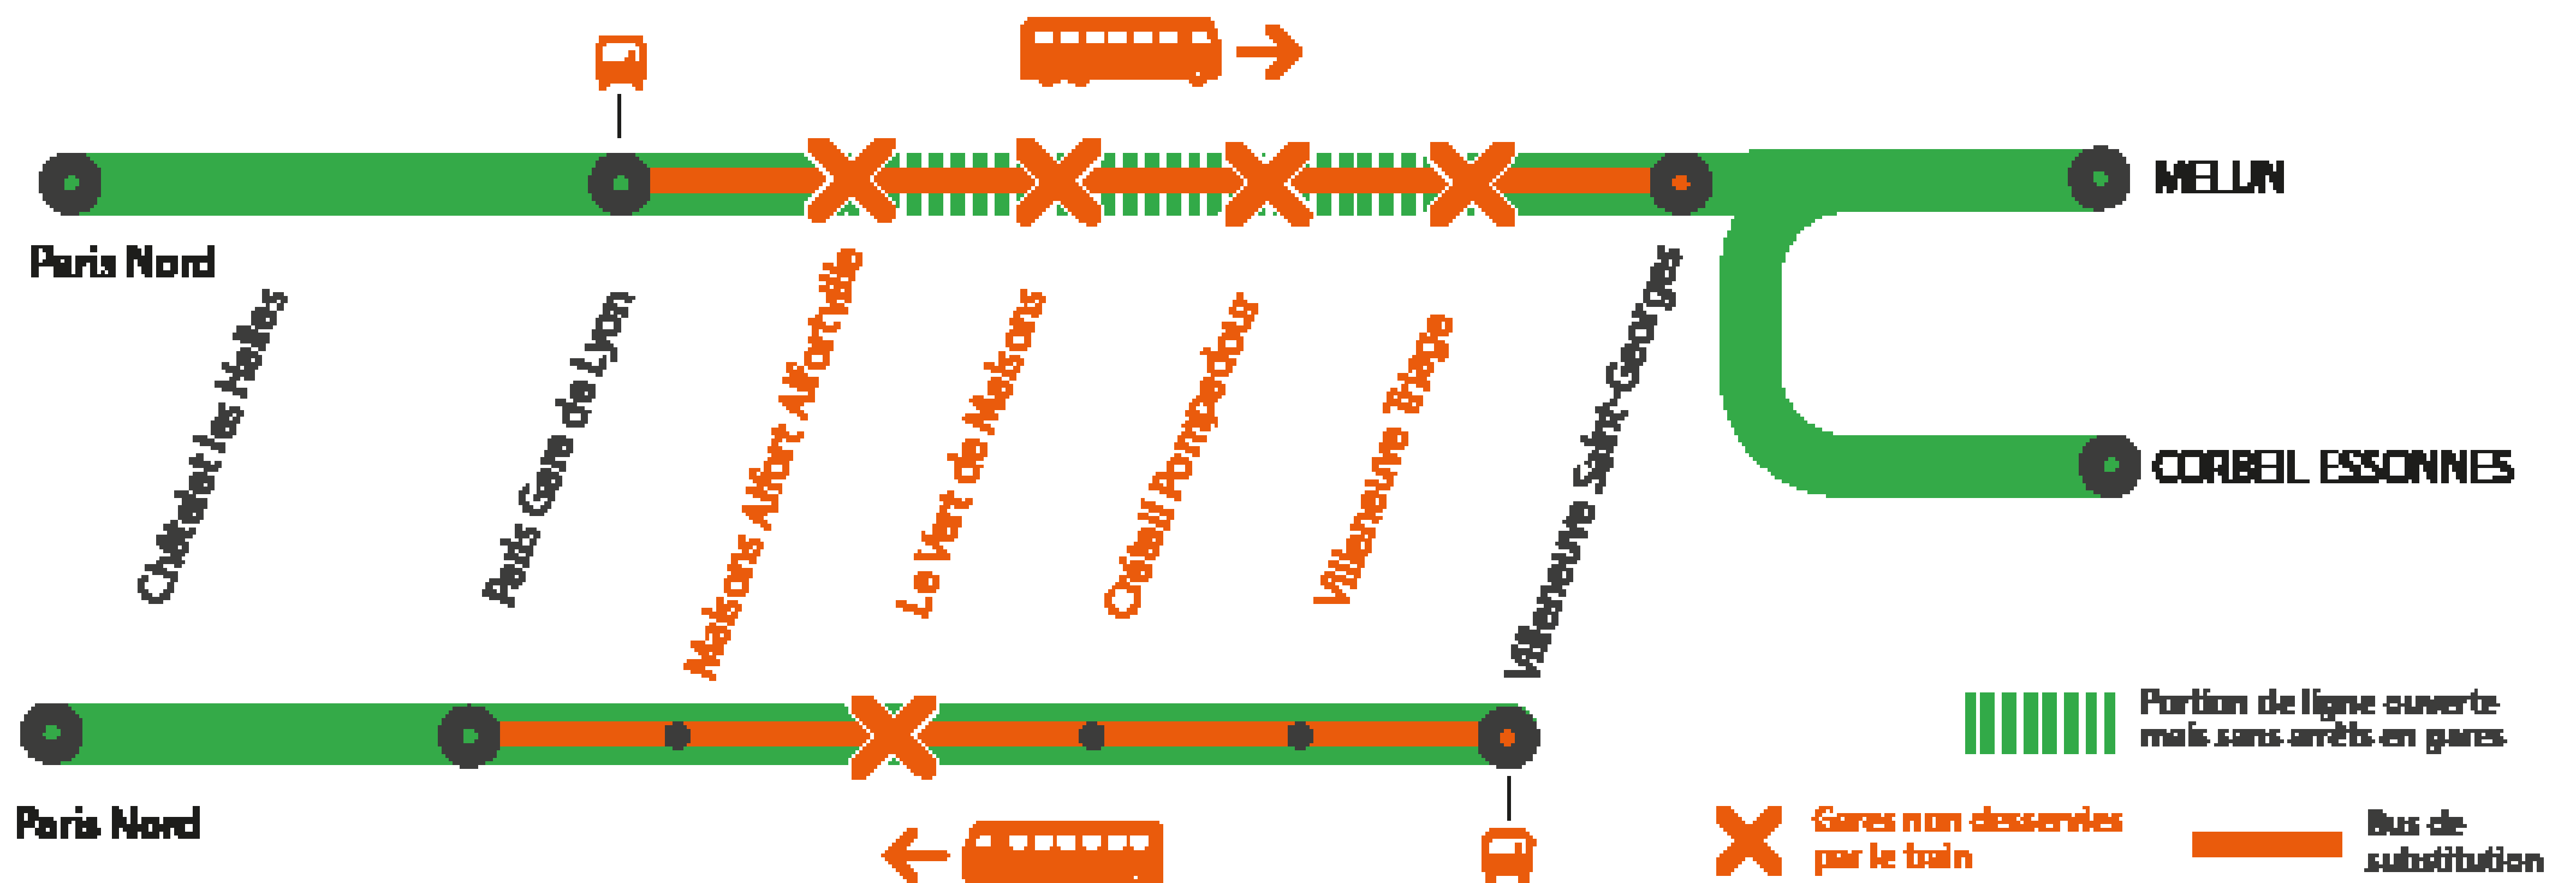 MELUN
Paris Nord
Châtelet les Halles
Paris Gare de Lyon
Maisons Alfort Alfortville
Le Vert de Maisons
Créteil Pompadour
Villeneuve Triage
Villeneuve Saint-Georges
CORBEIL ESSONNES
Portion de ligne ouverte
mais sans arrêts en gares
Paris Nord
Gares non desservies
par le train
Bus de
substitution